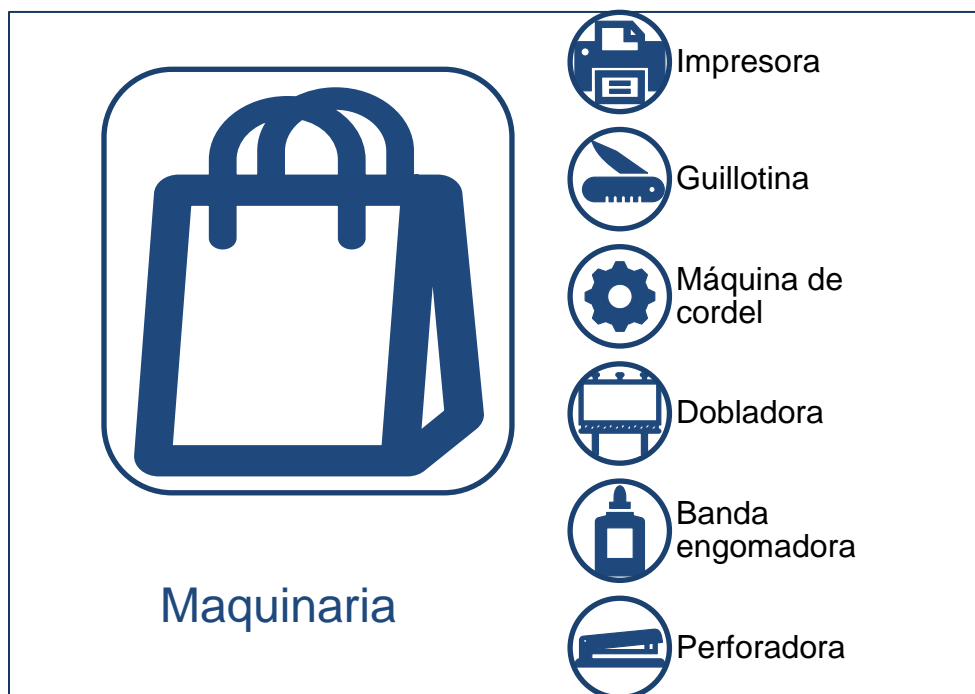 Impresora
Guillotina
Máquina de
cordel
Dobladora
Banda
engomadora
Perforadora
Maquinaria